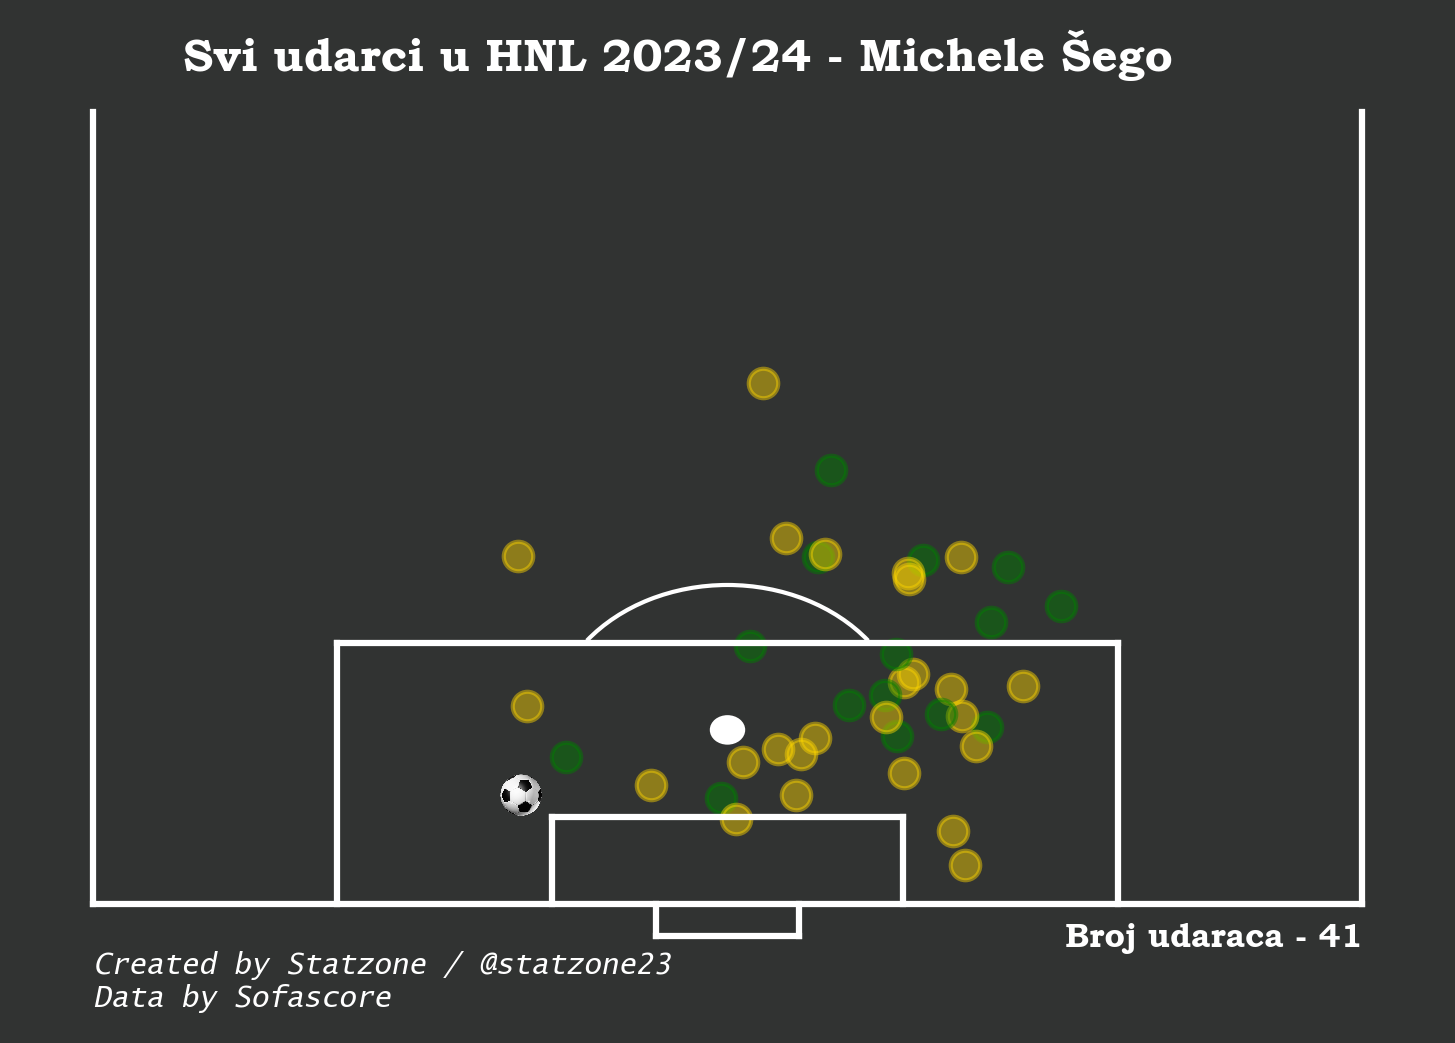 Svi udarci u HNL 2023/24 - Michele Šego
Broj udaraca - 41
Created by Statzone / @statzone23
Data by Sofascore